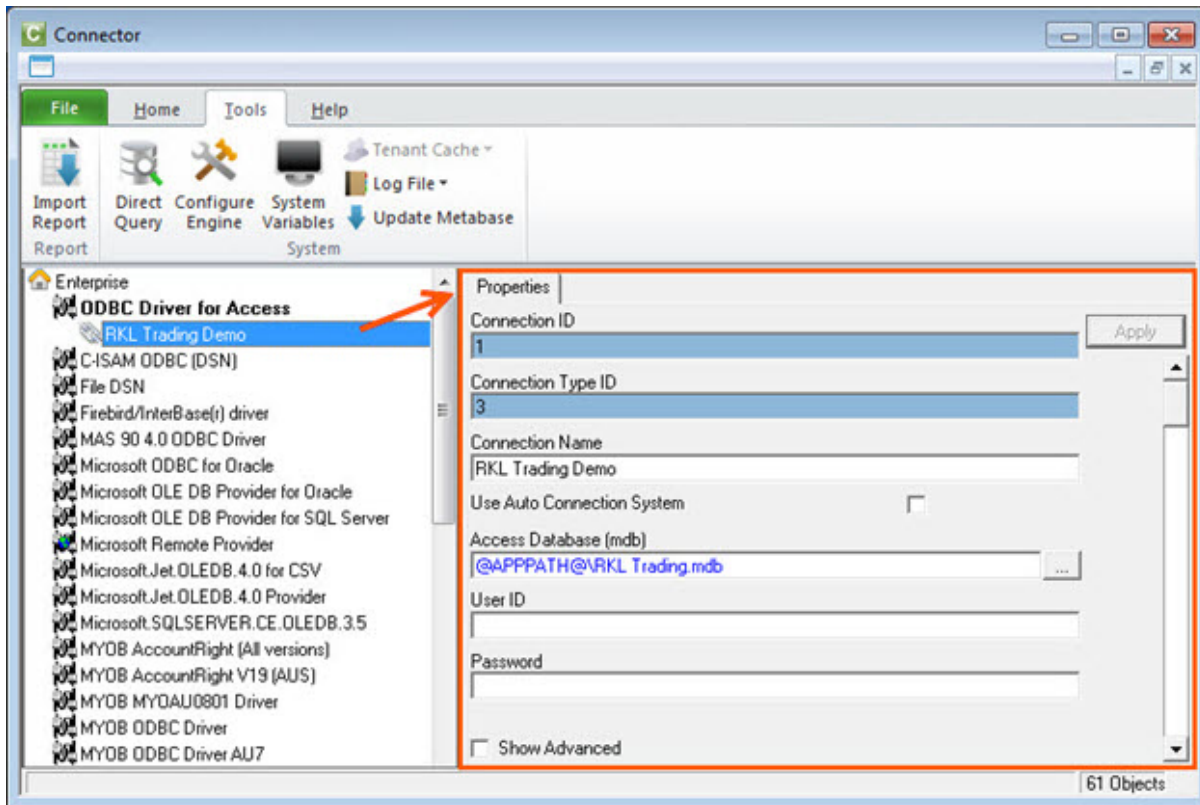 Connector
File Home Tools Help
Import Report
Direct Query
Configure Engine
System Variables
Tenant Cache
Log File
Update Metabase
Report
System
Enterprise
ODBC Driver for Access
RKL Trading Demo
C-ISAM ODBC (DSN)
File DSN
Firebird/InterBase(r) driver
MAS 90 4.0 ODBC Driver
Microsoft ODBC for Oracle
Microsoft OLE DB Provider for Oracle
Microsoft OLE DB Provider for SQL Server
Microsoft Remote Provider
Microsoft.Jet.OLEDB.4.0 for CSV
Microsoft.Jet.OLEDB.4.0 Provider
Microsoft.SQLSERVER.CE.OLEDB.3.5
MYOB AccountRight (All versions)
MYOB AccountRight V19 (AUS)
MYOB MYOAU0801 Driver
MYOB ODBC Driver
MYOB ODBC Driver AU7
Properties
Connection ID
Apply
1
Connection Type ID
3
Connection Name
RKL Trading Demo
Use Auto Connection System
Access Database (mdb)
@APPPATH@\RKL Trading.mdb
...
User ID
Password
Show Advanced
61 Objects